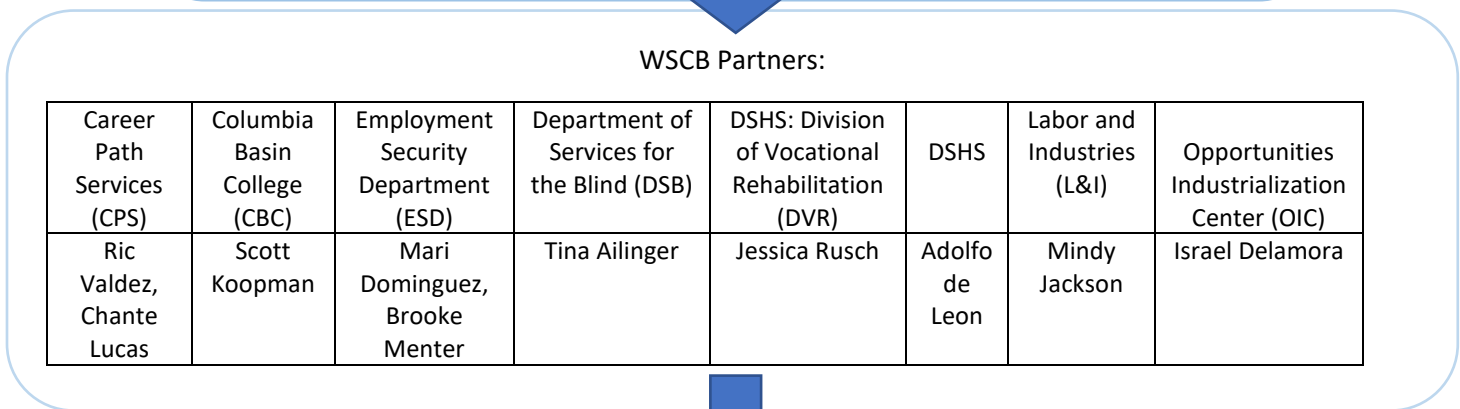 WSCB Partners:
Career
Path
Services
(CPS)
Columbia
Basin
College
(CBC)
Employment
Security
Department
(ESD)
Department of
Services for
the Blind (DSB)
DSHS: Division
of Vocational
Rehabilitation
(DVR)
DSHS
Labor and
Industries
(L&I)
Opportunities
Industrialization
Center (OIC)
Ric
Valdez,
Chante
Lucas
Scott
Koopman
Mari
Dominguez,
Brooke
Menter
Tina Ailinger
Jessica Rusch
Adolfo
de
Leon
Mindy
Jackson
Israel Delamora